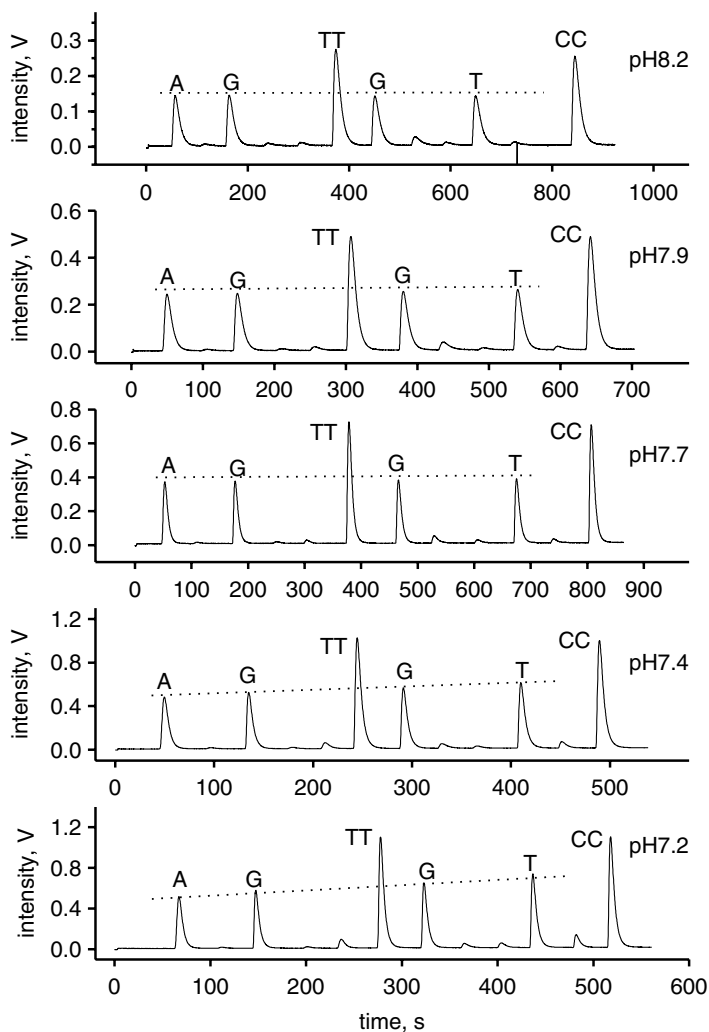 intensity, V
0.3
0.2
0.1
0.0
A G TT G T CC
pH8.2
0 200 400 600 800 1000
intensity, V
0.6
0.4
0.2
0.0
A G TT G T CC
pH7.9
0 100 200 300 400 500 600 700
intensity, V
0.8
0.6
0.4
0.2
0.0
A G TT G T CC
pH7.7
0 100 200 300 400 500 600 700 800 900
intensity, V
1.2
0.8
0.4
0.0
A G TT G T CC
pH7.4
0 100 200 300 400 500
intensity, V
1.2
0.8
0.4
0.0
A G TT G T CC
pH7.2
0 100 200 300 400 500 600
time, s